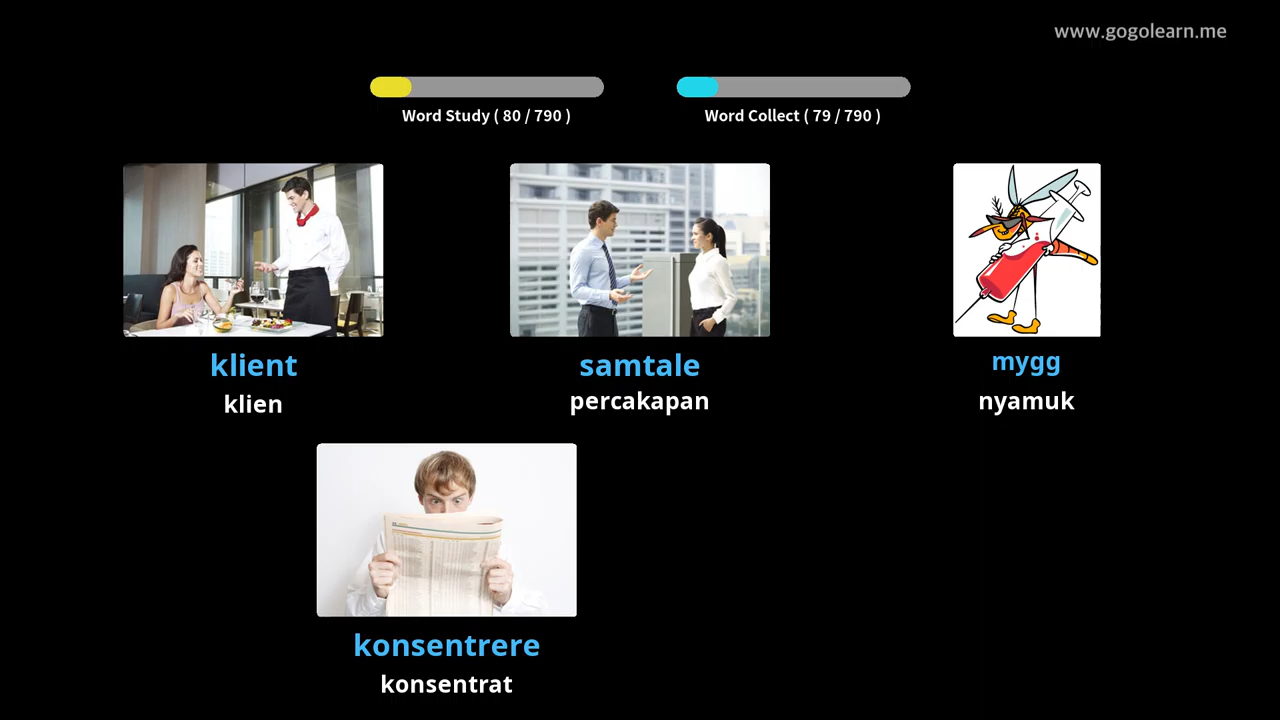 www.gogolearn.me
Word Study ( 80 / 790 )
Word Collect ( 79 / 790 )
klient
klien
samtale
percakapan
mygg
nyamuk
konsentrere
konsentrat